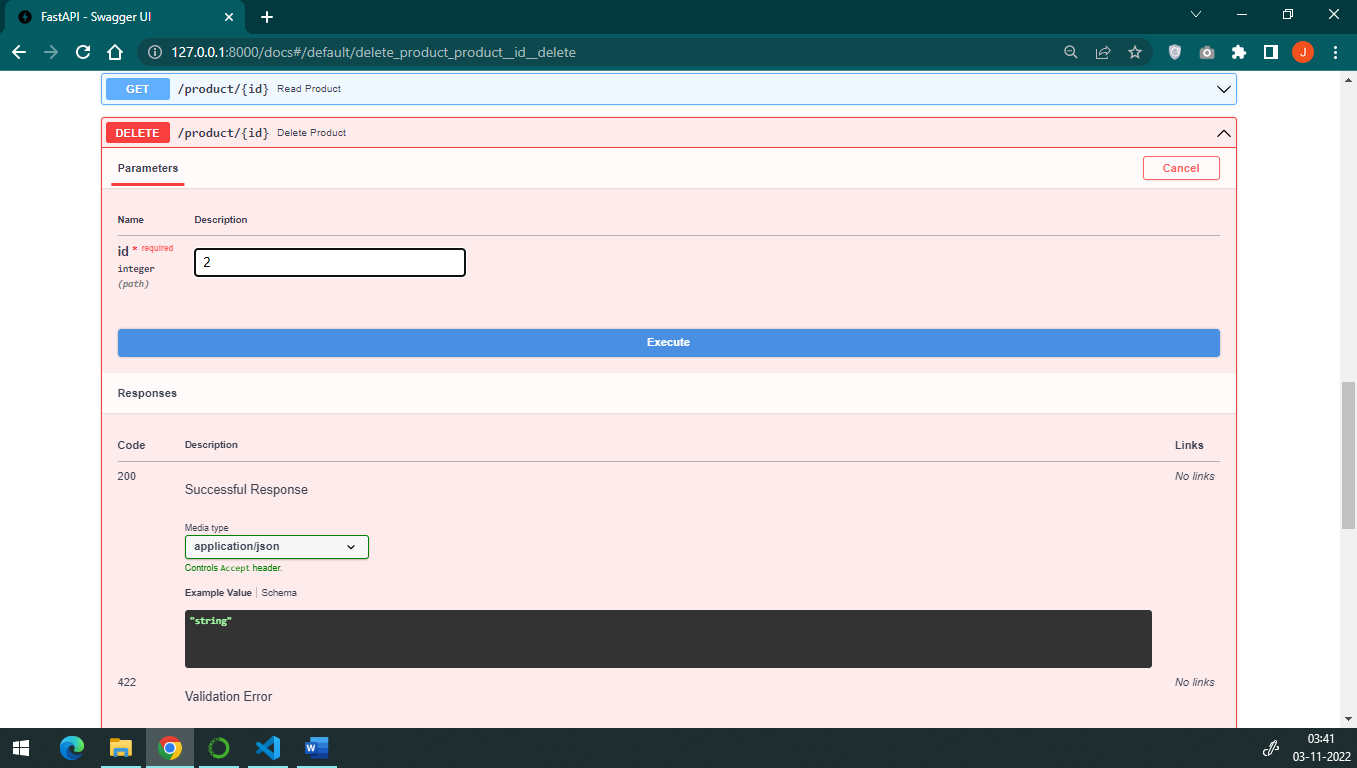 FastAPI - Swagger UI
127.0.0.1:8000/docs#/default/delete_product_product__id__delete
J
GET /product/{id} Read Product
DELETE /product/{id} Delete Product
Parameters Cancel
Name Description
id * required 2
integer
(path)
Execute
Responses
Code Description Links
200 No links
Successful Response
Media type
application/json
Controls Accept header.
Example Value Schema
"string"
422 No links
Validation Error
03:41
03-11-2022